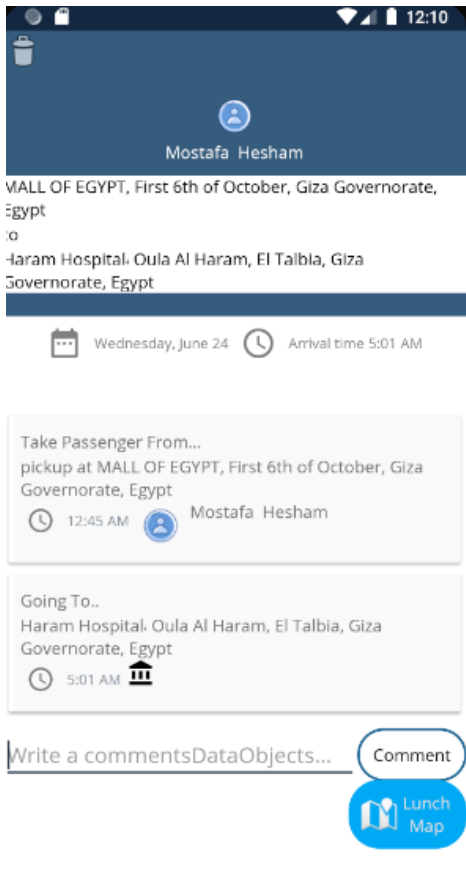 12:10
Mostafa Hesham
MALL OF EGYPT, First 6th of October, Giza Governorate,
Egypt
to
Haram Hospital، Oula Al Haram, El Talbia, Giza
Governorate, Egypt
Wednesday, June 24 Arrival time 5:01 AM
Take Passenger From...
pickup at MALL OF EGYPT, First 6th of October, Giza
Governorate, Egypt
12:45 AM Mostafa Hesham
Going To..
Haram Hospital، Oula Al Haram, El Talbia, Giza
Governorate, Egypt
5:01 AM
Write a commentsDataObjects... Comment
Lunch
Map